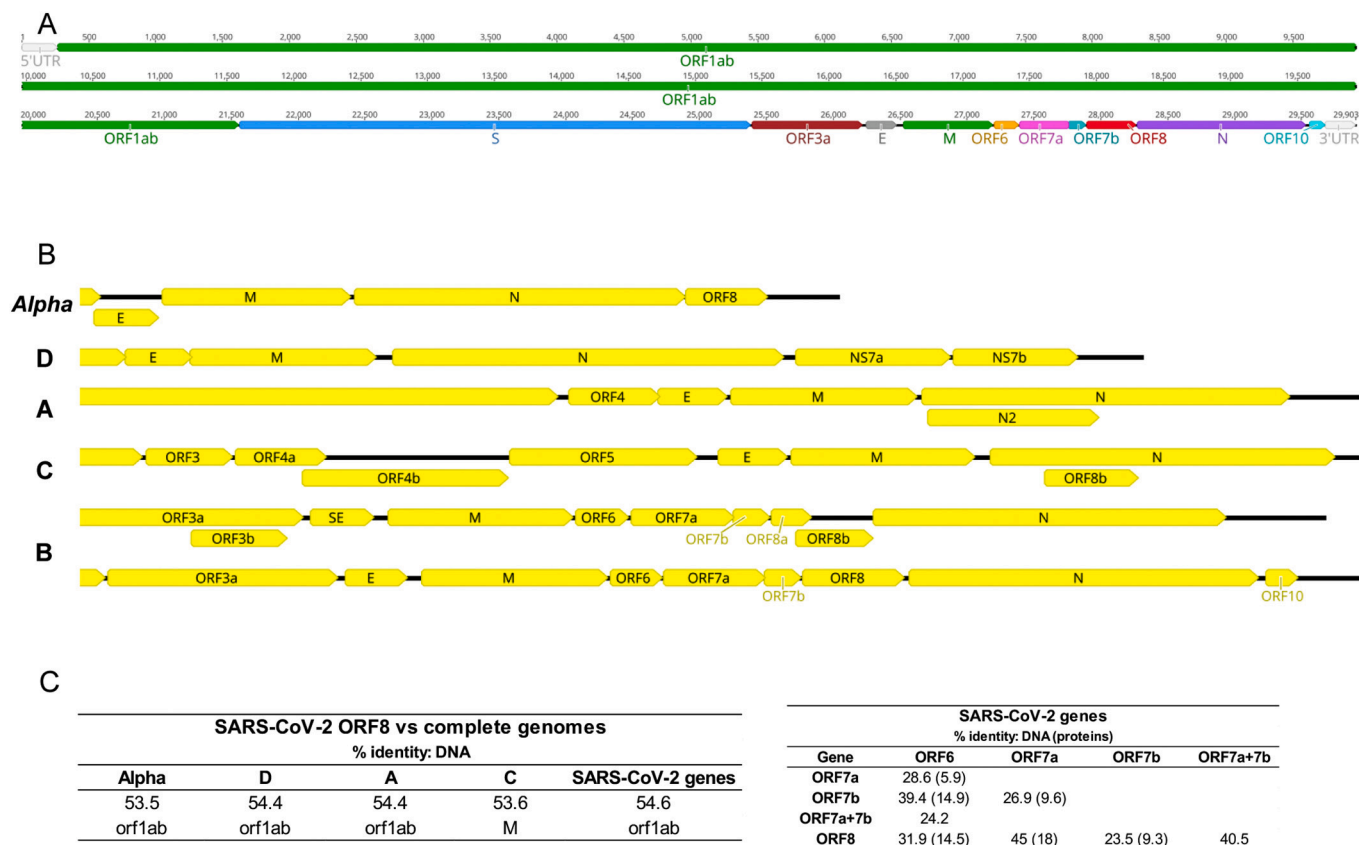 A
1 500 1,000 1,500 2,000 2,500 3,000 3,500 4,000 4,500 5,000 5,500 6,000 6,500 7,000 7,500 8,000 8,500 9,000 9,500
5'UTR ORF1ab
10,000 10,500 11,000 11,500 12,000 12,500 13,000 13,500 14,000 14,500 15,000 15,500 16,000 16,500 17,000 17,500 18,000 18,500 19,000 19,500
ORF1ab
20,000 20,500 21,000 21,500 22,000 22,500 23,000 23,500 24,000 24,500 25,000 25,500 26,000 26,500 27,000 27,500 28,000 28,500 29,000 29,500 29,903
ORF1ab S ORF3a E M ORF6 ORF7a ORF7b ORF8 N ORF10 3'UTR
B
Alpha M N ORF8
E
D E M N NS7a NS7b
A ORF4 E M N
N2
C ORF3 ORF4a ORF5 E M N
ORF4b ORF8b
ORF3a SE M ORF6 ORF7a N
ORF3b ORF7b ORF8a ORF8b
B
ORF3a E M ORF6 ORF7a ORF8 N
ORF7b ORF10
C
SARS-CoV-2 ORF8 vs complete genomes
% identity: DNA
Alpha D A C SARS-CoV-2 genes
53.5 54.4 54.4 53.6 54.6
orf1ab orf1ab orf1ab M orf1ab
SARS-CoV-2 genes
% identity: DNA (proteins)
Gene ORF6 ORF7a ORF7b ORF7a+7b
ORF7a 28.6 (5.9)
ORF7b 39.4 (14.9) 26.9 (9.6)
ORF7a+7b 24.2
ORF8 31.9 (14.5) 45 (18) 23.5 (9.3) 40.5